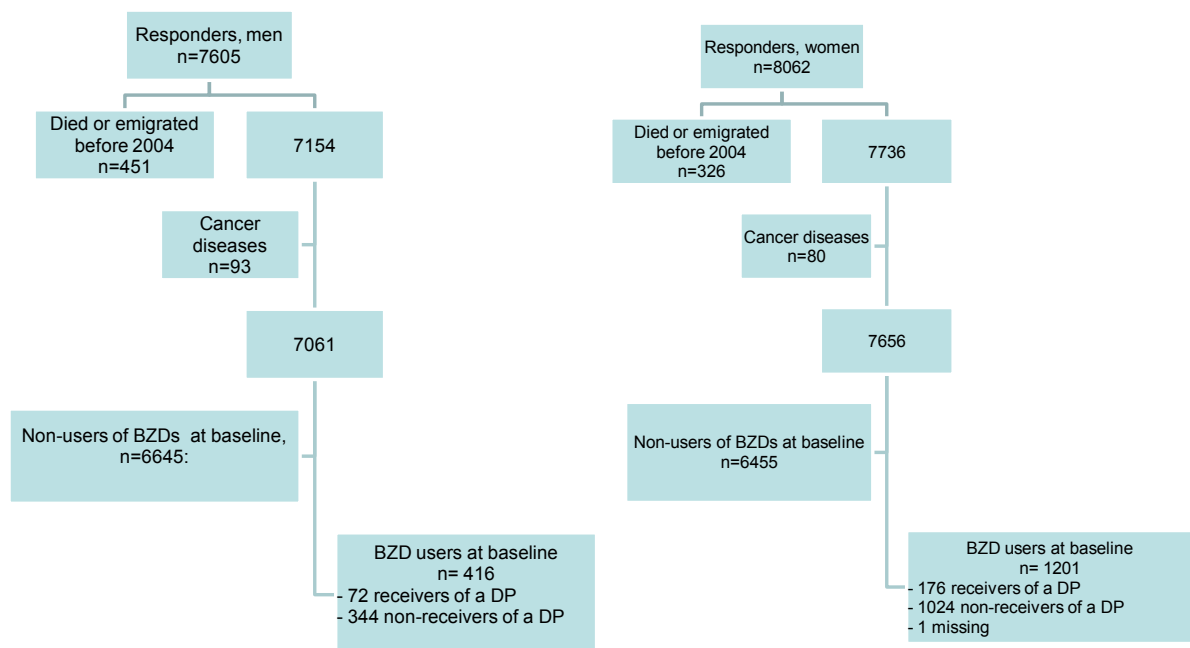 Responders, men
n=7605
Died or emigrated
before 2004
n=451
7154
Cancer
diseases
n=93
7061
Non-users of BZDs at baseline,
n=6645:
BZD users at baseline
n= 416
- 72 receivers of a DP
- 344 non-receivers of a DP
Responders, women
n=8062
Died or emigrated
before 2004
n=326
7736
Cancer diseases
n=80
7656
Non-users of BZDs at baseline
n=6455
BZD users at baseline
n= 1201
- 176 receivers of a DP
- 1024 non-receivers of a DP
- 1 missing